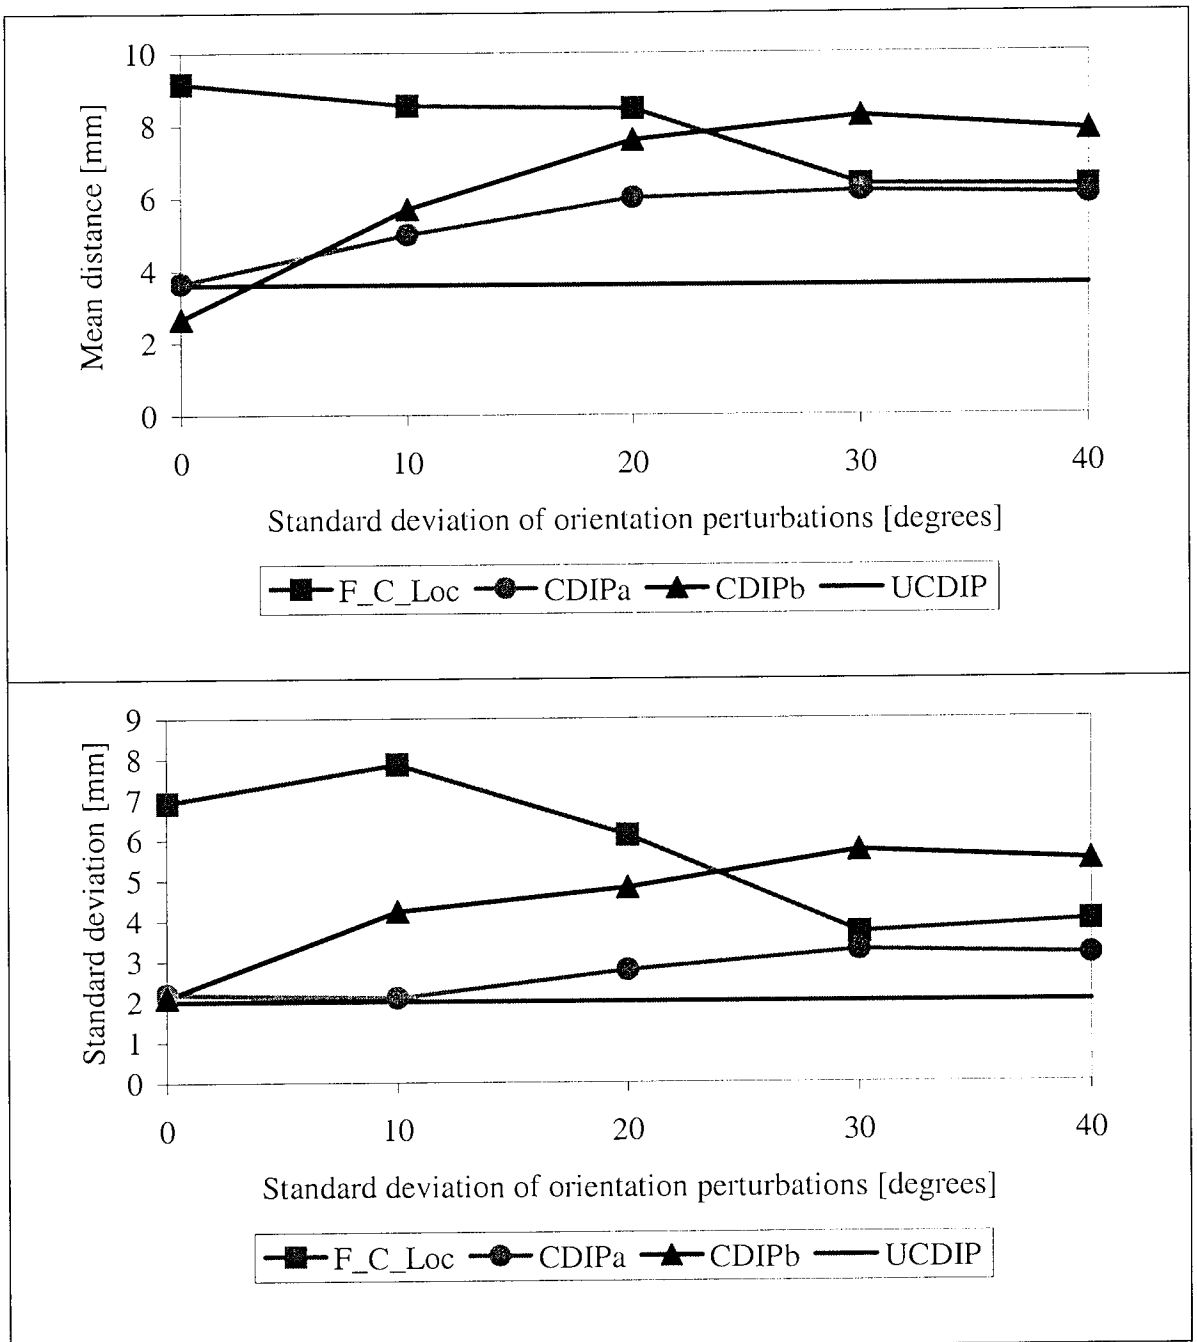 10
8
6
4
2
0
Mean distance [mm]
0 10 20 30 40
Standard deviation of orientation perturbations [degrees]
F_C_Loc CDIPa CDIPb UCDIP
9
8
7
6
5
4
3
2
1
0
Standard deviation [mm]
0 10 20 30 40
Standard deviation of orientation perturbations [degrees]
F_C_Loc CDIPa CDIPb UCDIP